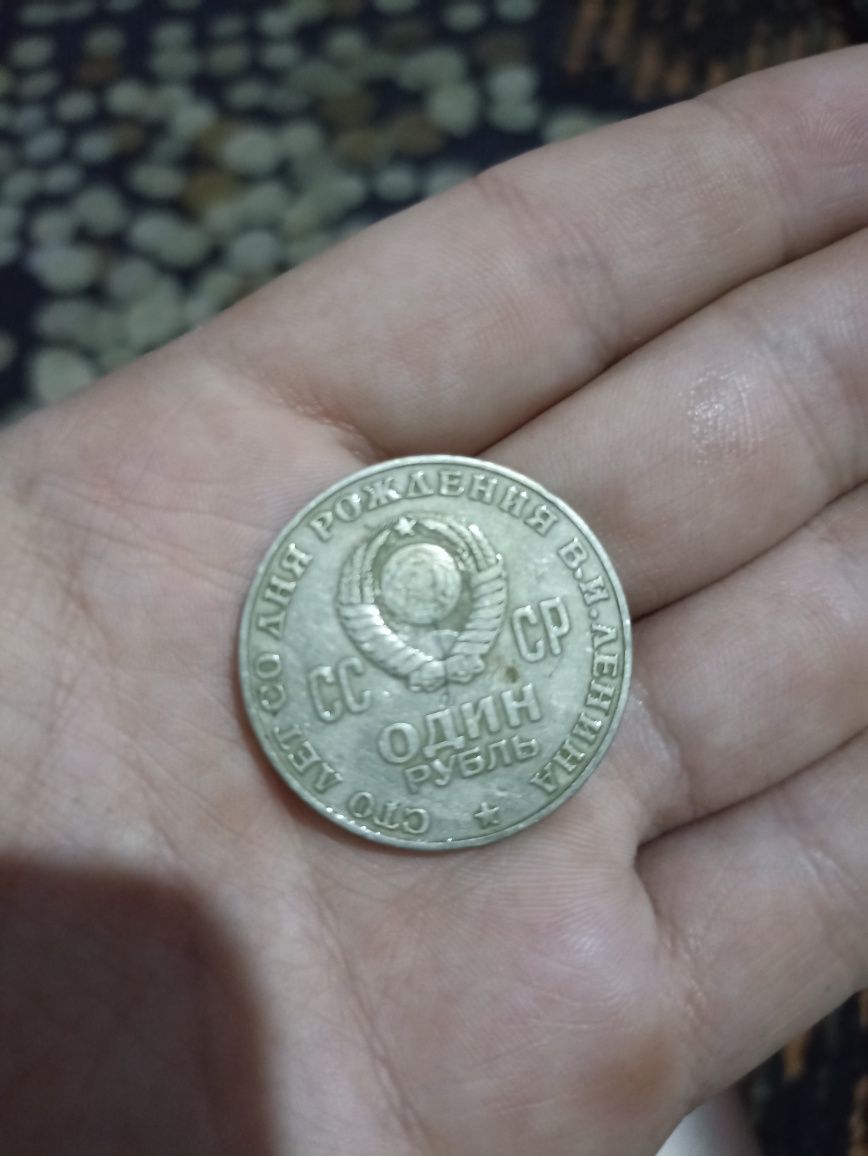 СТО ЛЕТ СО ДНЯ РОЖДЕНИЯ В.И.ЛЕНИНА
СС СР
ОДИН
РУБЛЬ